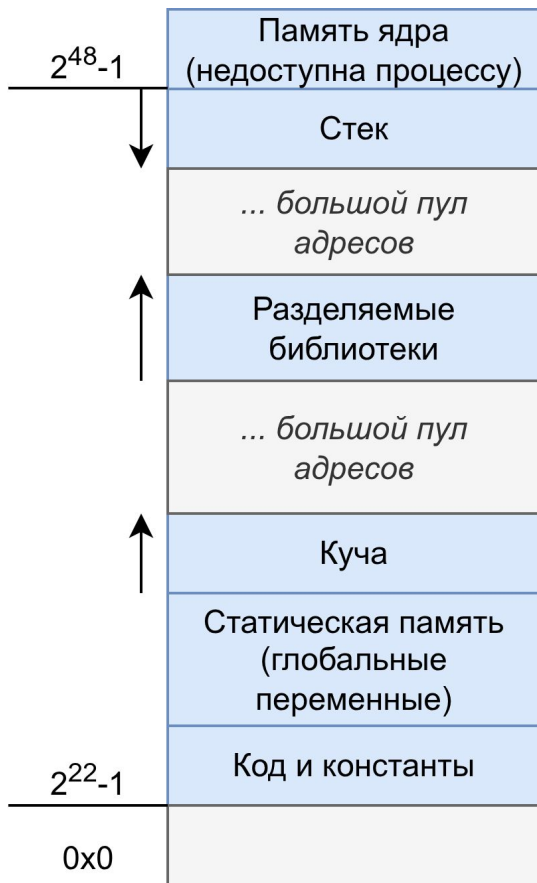 Память ядра
2^48-1
(недоступна процессу)
Стек
... большой пул
адресов
Разделяемые
библиотеки
... большой пул
адресов
Куча
Статическая память
(глобальные
переменные)
Код и константы
2^22-1
0x0